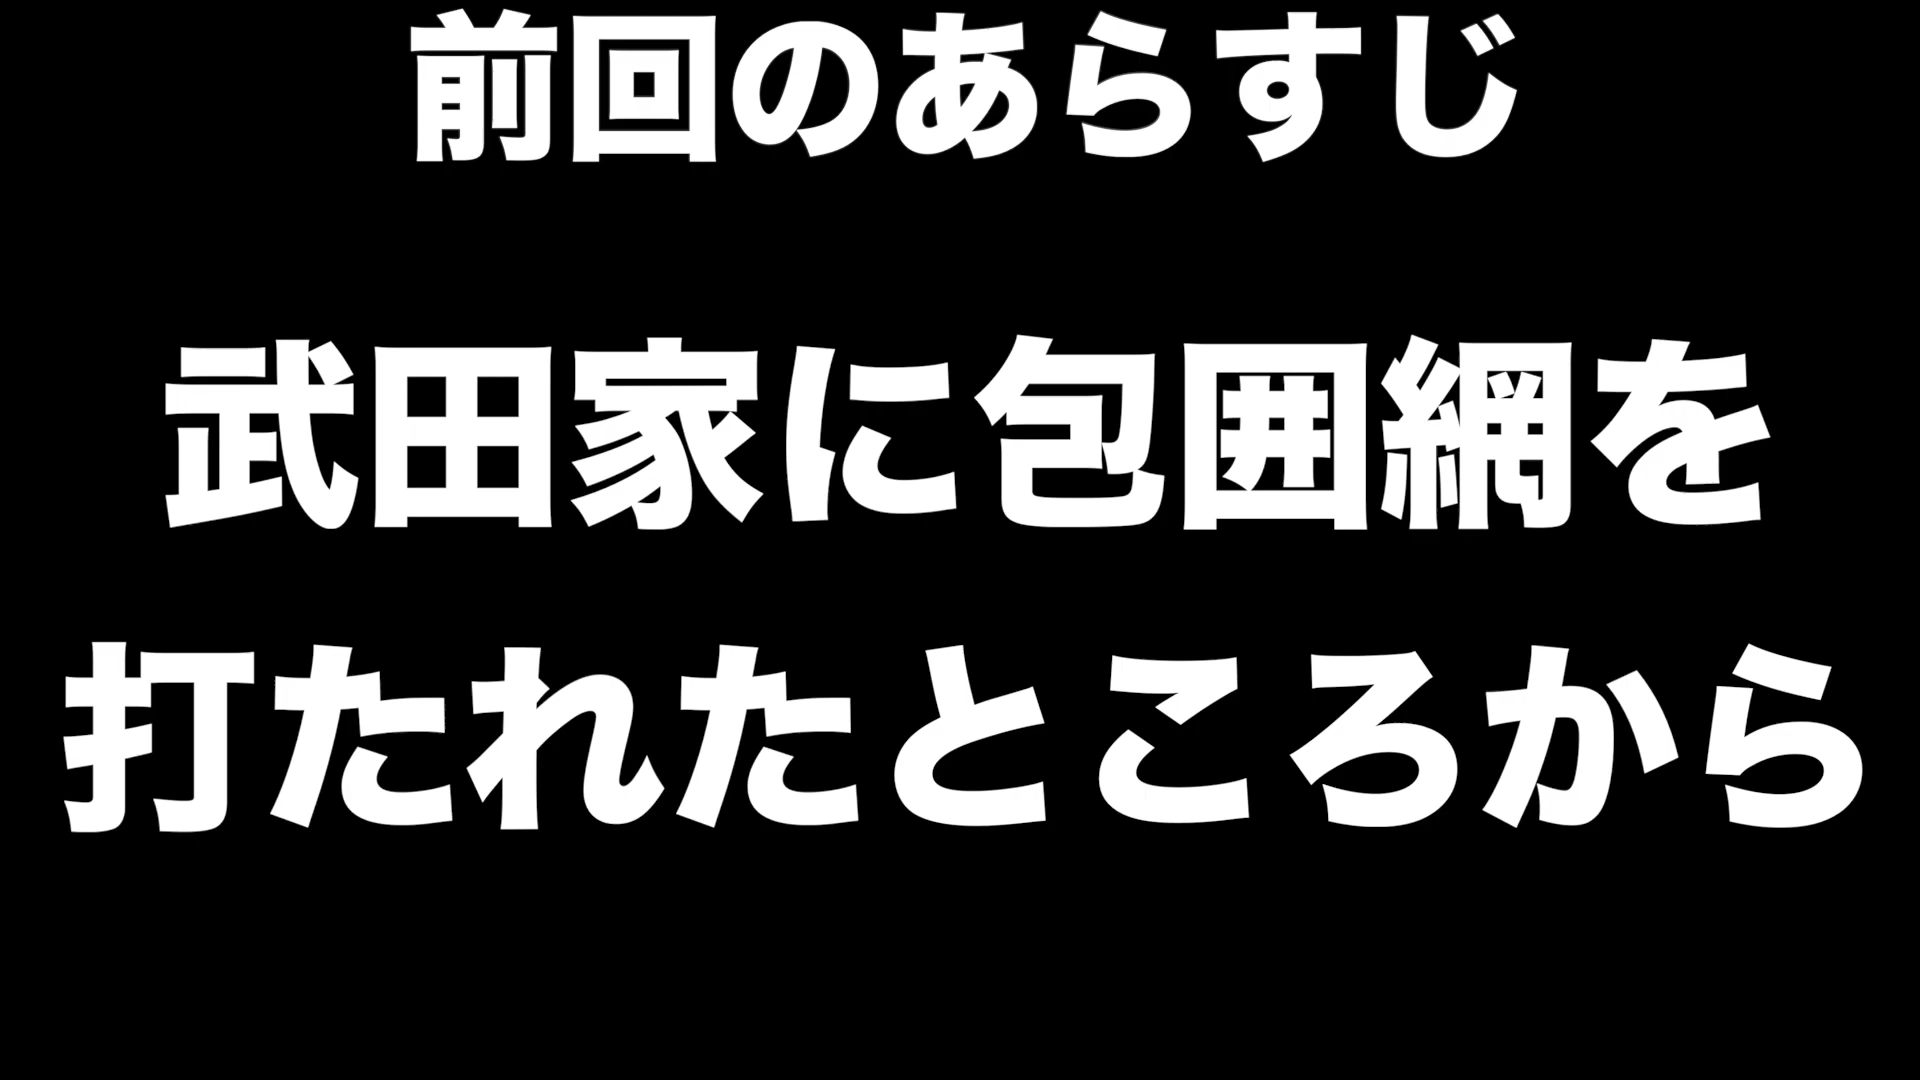 前回のあらすじ
武田家に包囲網を
打たれたところから